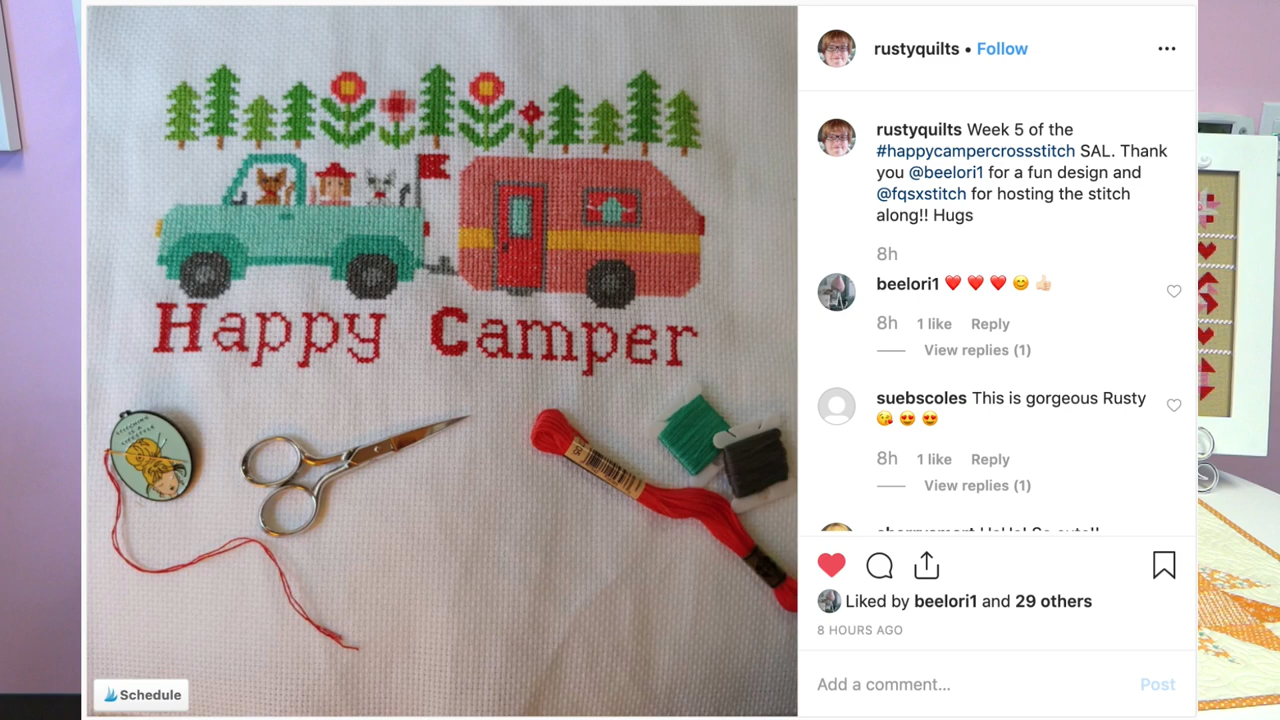 Happy Camper
STITCHING
IS A
Schedule
rustyquilts • Follow
rustyquilts Week 5 of the
#happycampercrossstitch SAL. Thank
you @beelori1 for a fun design and
@fqsxstitch for hosting the stitch
along!! Hugs
8h
beelori1 ❤️ ❤️ ❤️ 😊 👍🏻
8h 1 like Reply
View replies (1)
suebscoles This is gorgeous Rusty
😘 😍 😍
8h 1 like Reply
View replies (1)
Liked by beelori1 and 29 others
8 HOURS AGO
Add a comment...
Post